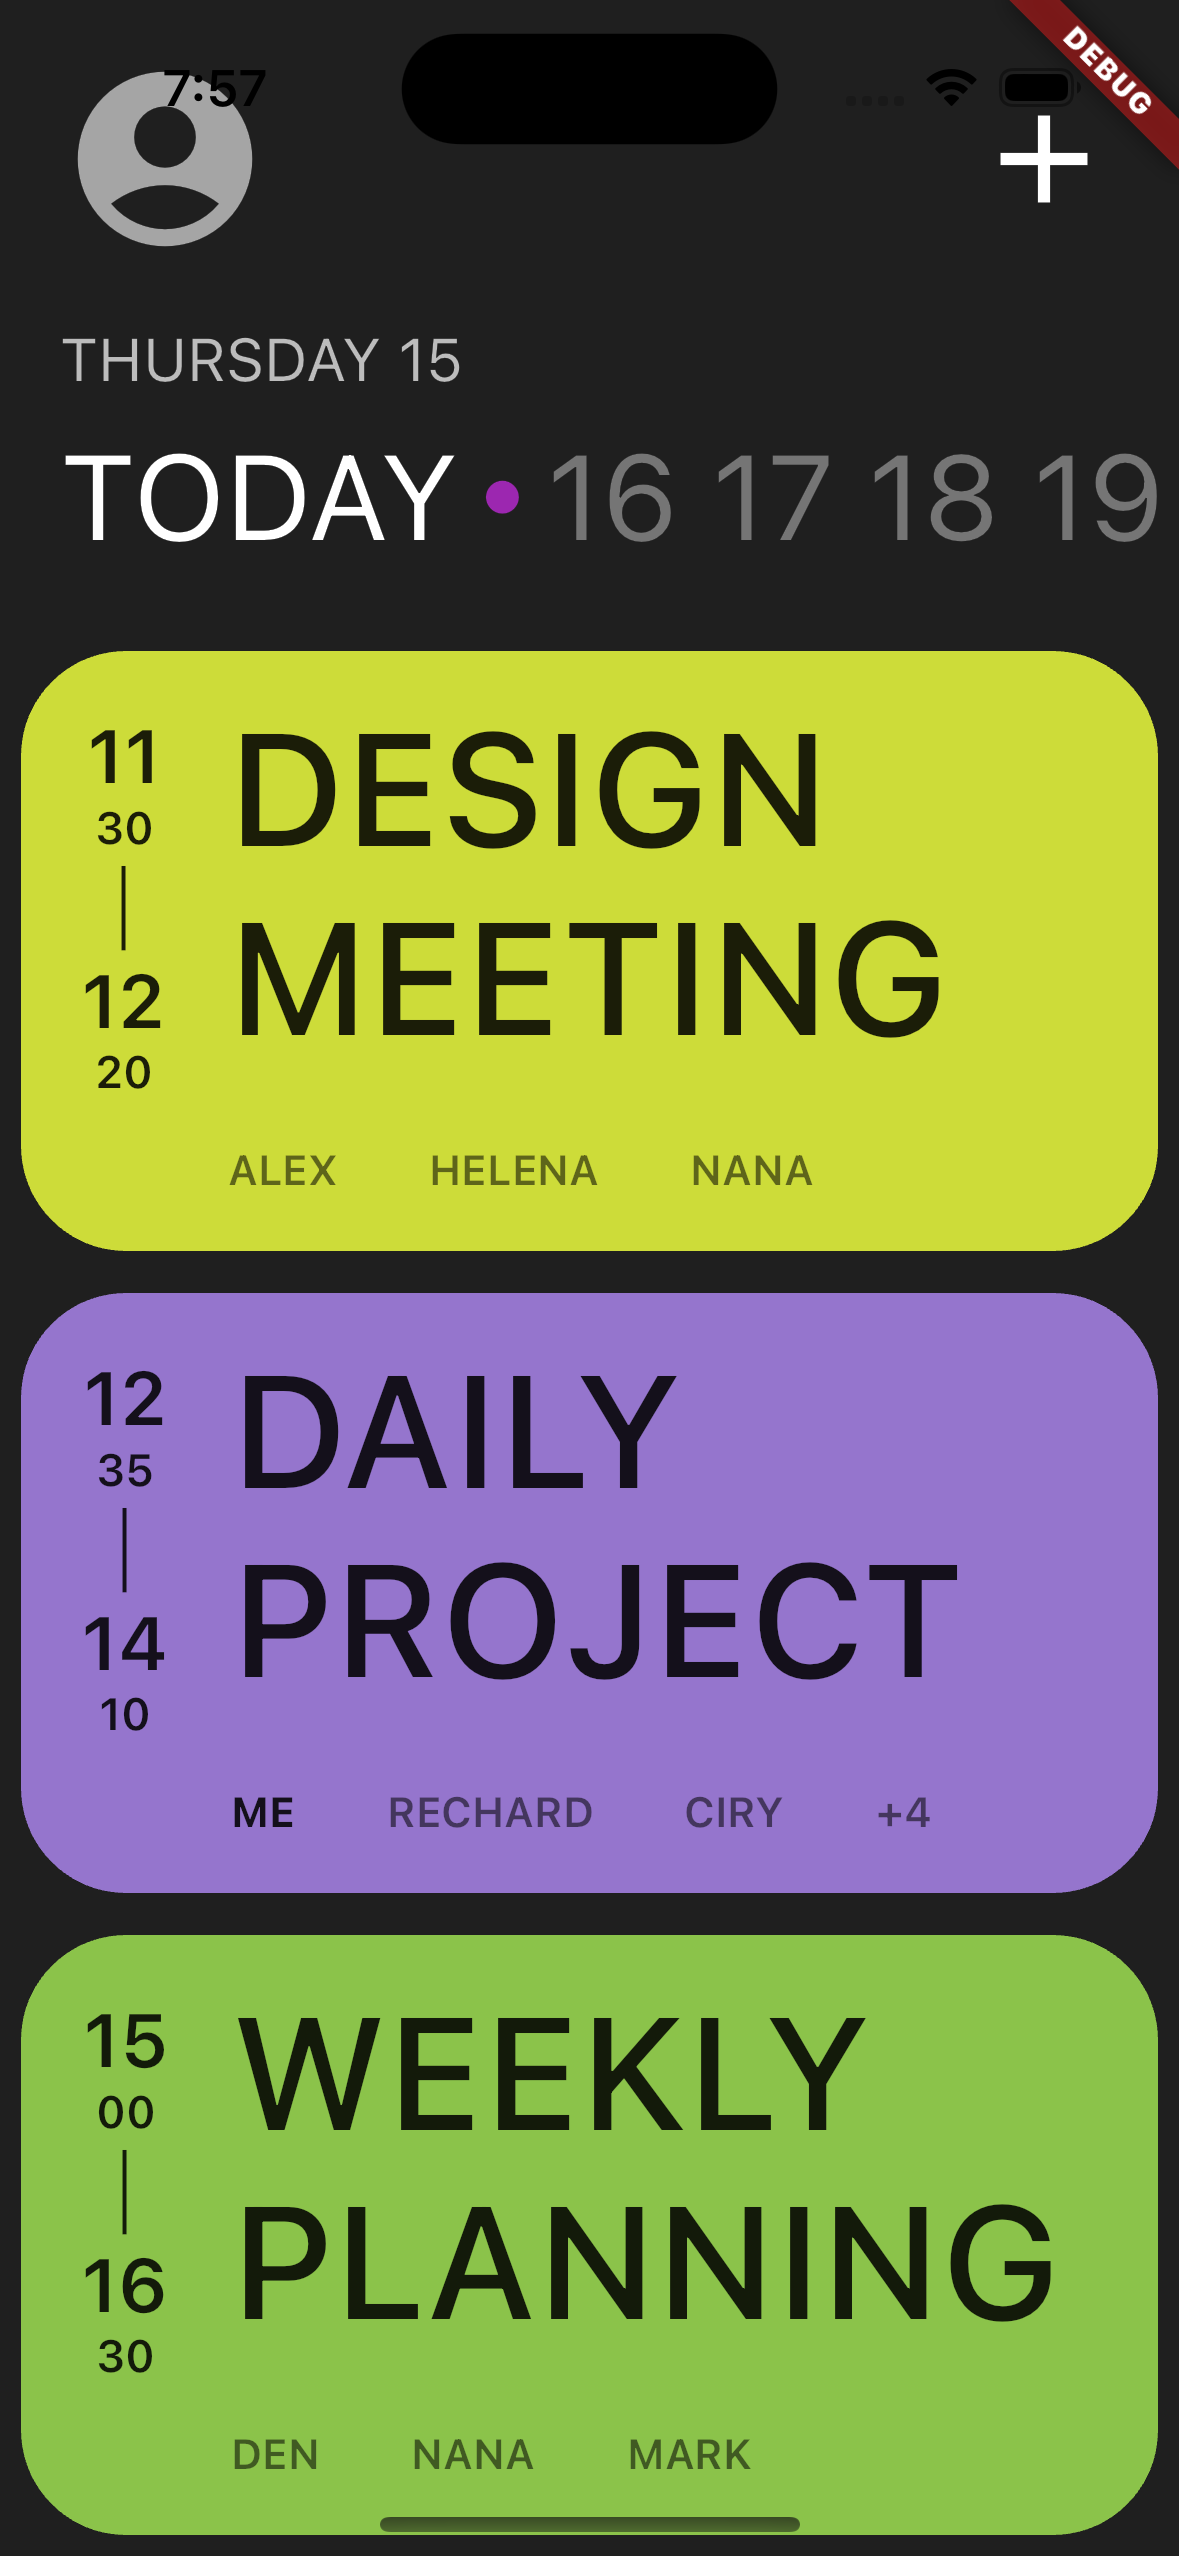 7:57
DEBUG
THURSDAY 15
TODAY • 16 17 18 19
11
30
12
20
DESIGN
MEETING
ALEX HELENA NANA
12
35
14
10
DAILY
PROJECT
ME RECHARD CIRY +4
15
00
16
30
WEEKLY
PLANNING
DEN NANA MARK